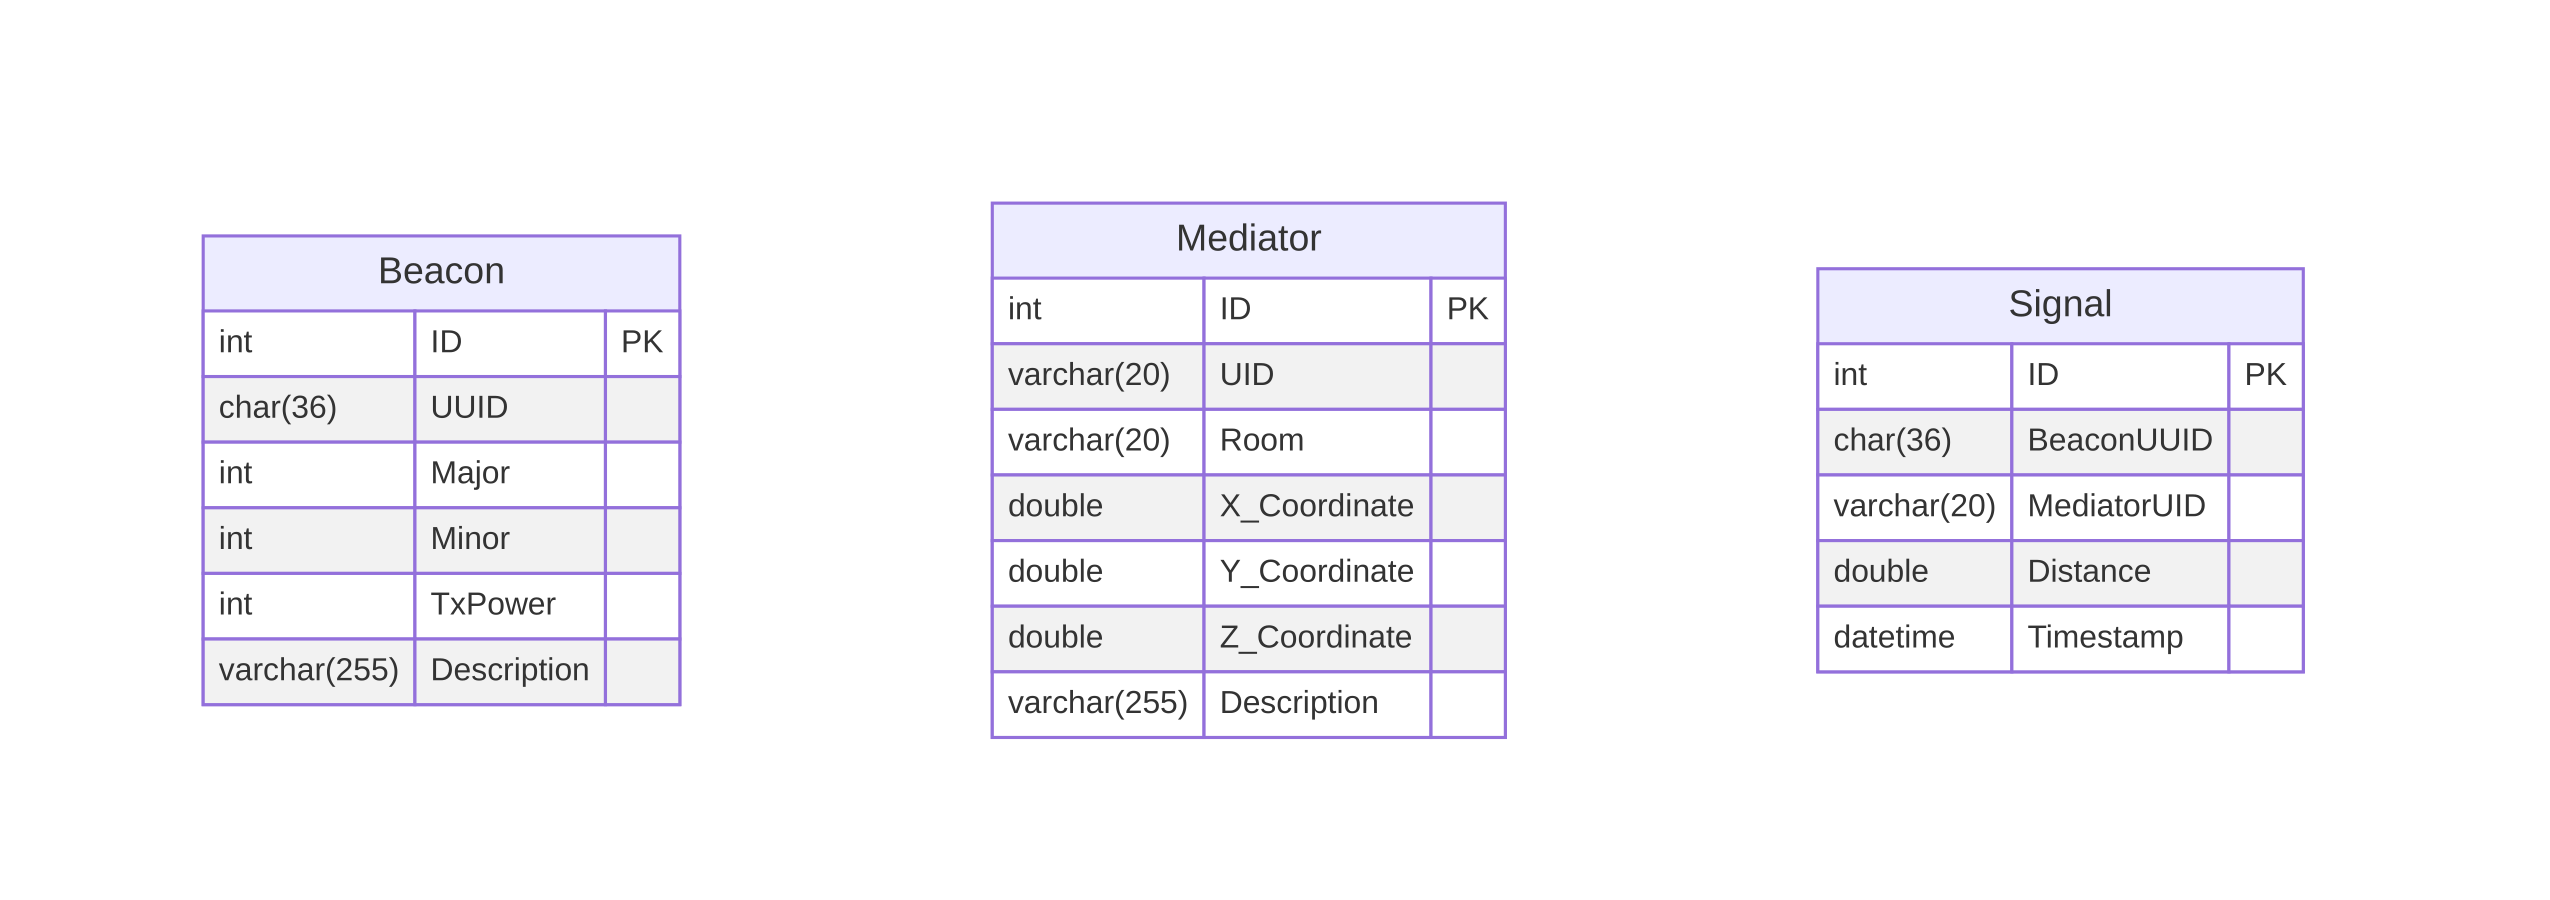 Beacon
int ID PK
char(36) UUID
int Major
int Minor
int TxPower
varchar(255) Description
Mediator
int ID PK
varchar(20) UID
varchar(20) Room
double X_Coordinate
double Y_Coordinate
double Z_Coordinate
varchar(255) Description
Signal
int ID PK
char(36) BeaconUUID
varchar(20) MediatorUID
double Distance
datetime Timestamp